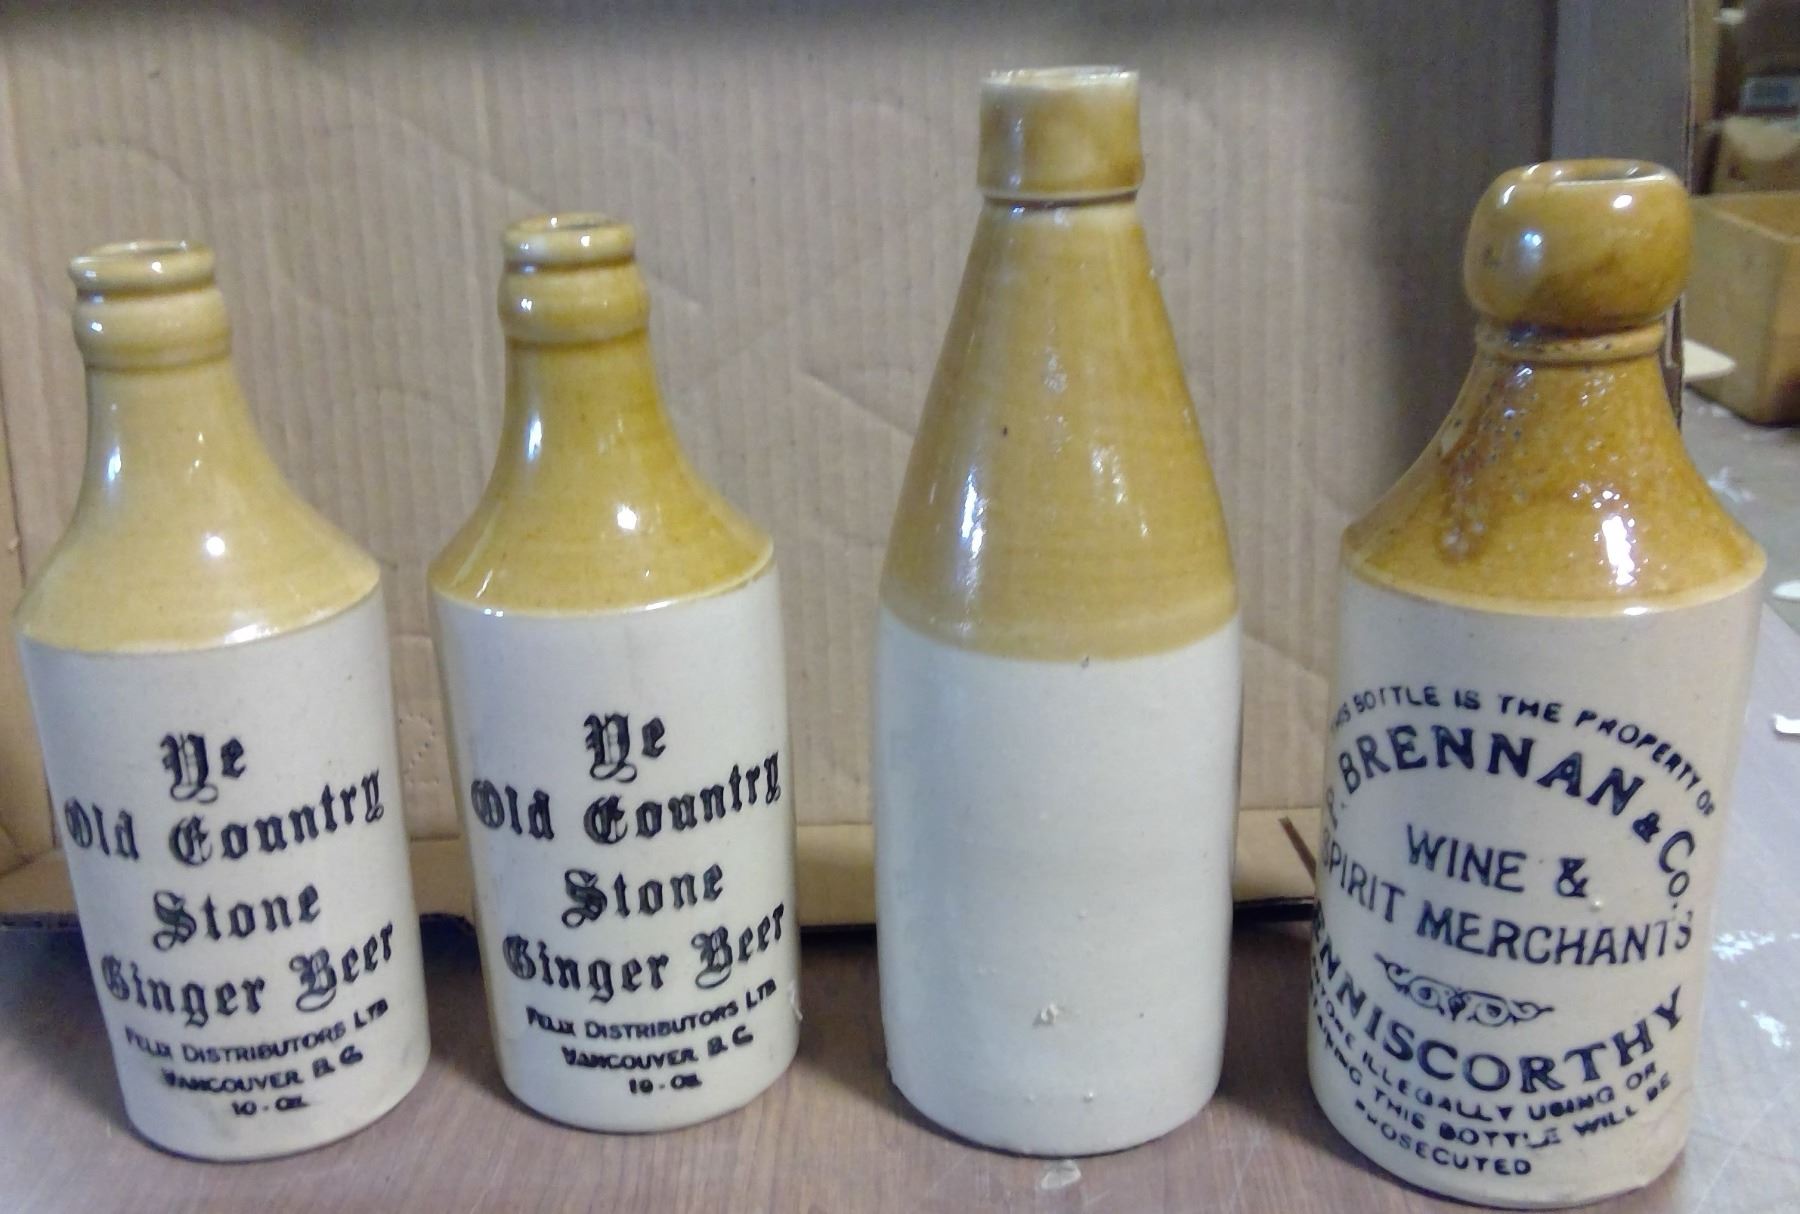 Ye
Old Country
Stone
Ginger Beer
FELIX DISTRIBUTORS LTD
VANCOUVER B.C.
10-OZ.
Ye
Old Country
Stone
Ginger Beer
FELIX DISTRIBUTORS LTD
VANCOUVER B.C.
10-OZ.
THIS BOTTLE IS THE PROPERTY OF
P. BRENNAN & Co.
WINE &
SPIRIT MERCHANTS
ENNISCORTHY
ILLEGALLY USING OR
THIS BOTTLE WILL BE
PROSECUTED